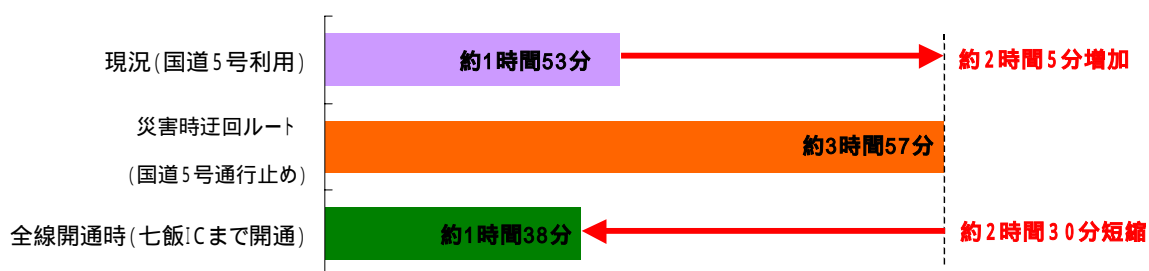 現況(国道5号利用)
約1時間53分
約2時間5分増加
災害時迂回ルート
(国道5号通行止め)
約3時間57分
全線開通時(七飯ICまで開通)
約1時間38分
約2時間30分短縮